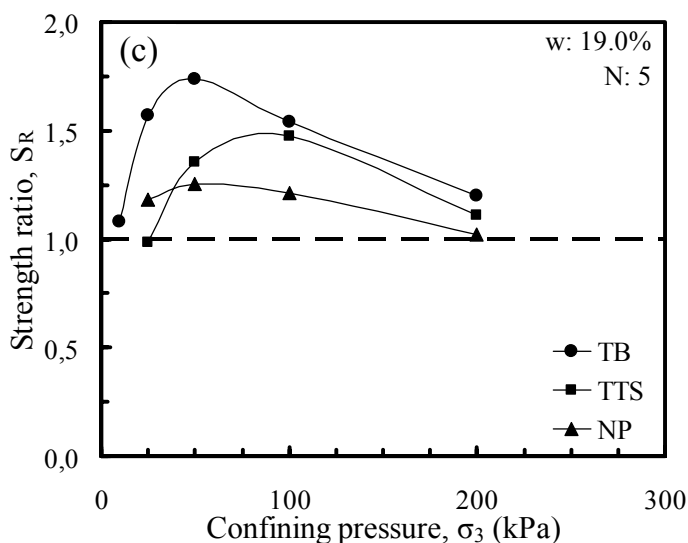 (c)
w: 19.0%
N: 5
2,0
1,5
1,0
0,5
0,0
Strength ratio, S_R
TB
TTS
NP
0
100
200
300
Confining pressure, σ₃ (kPa)